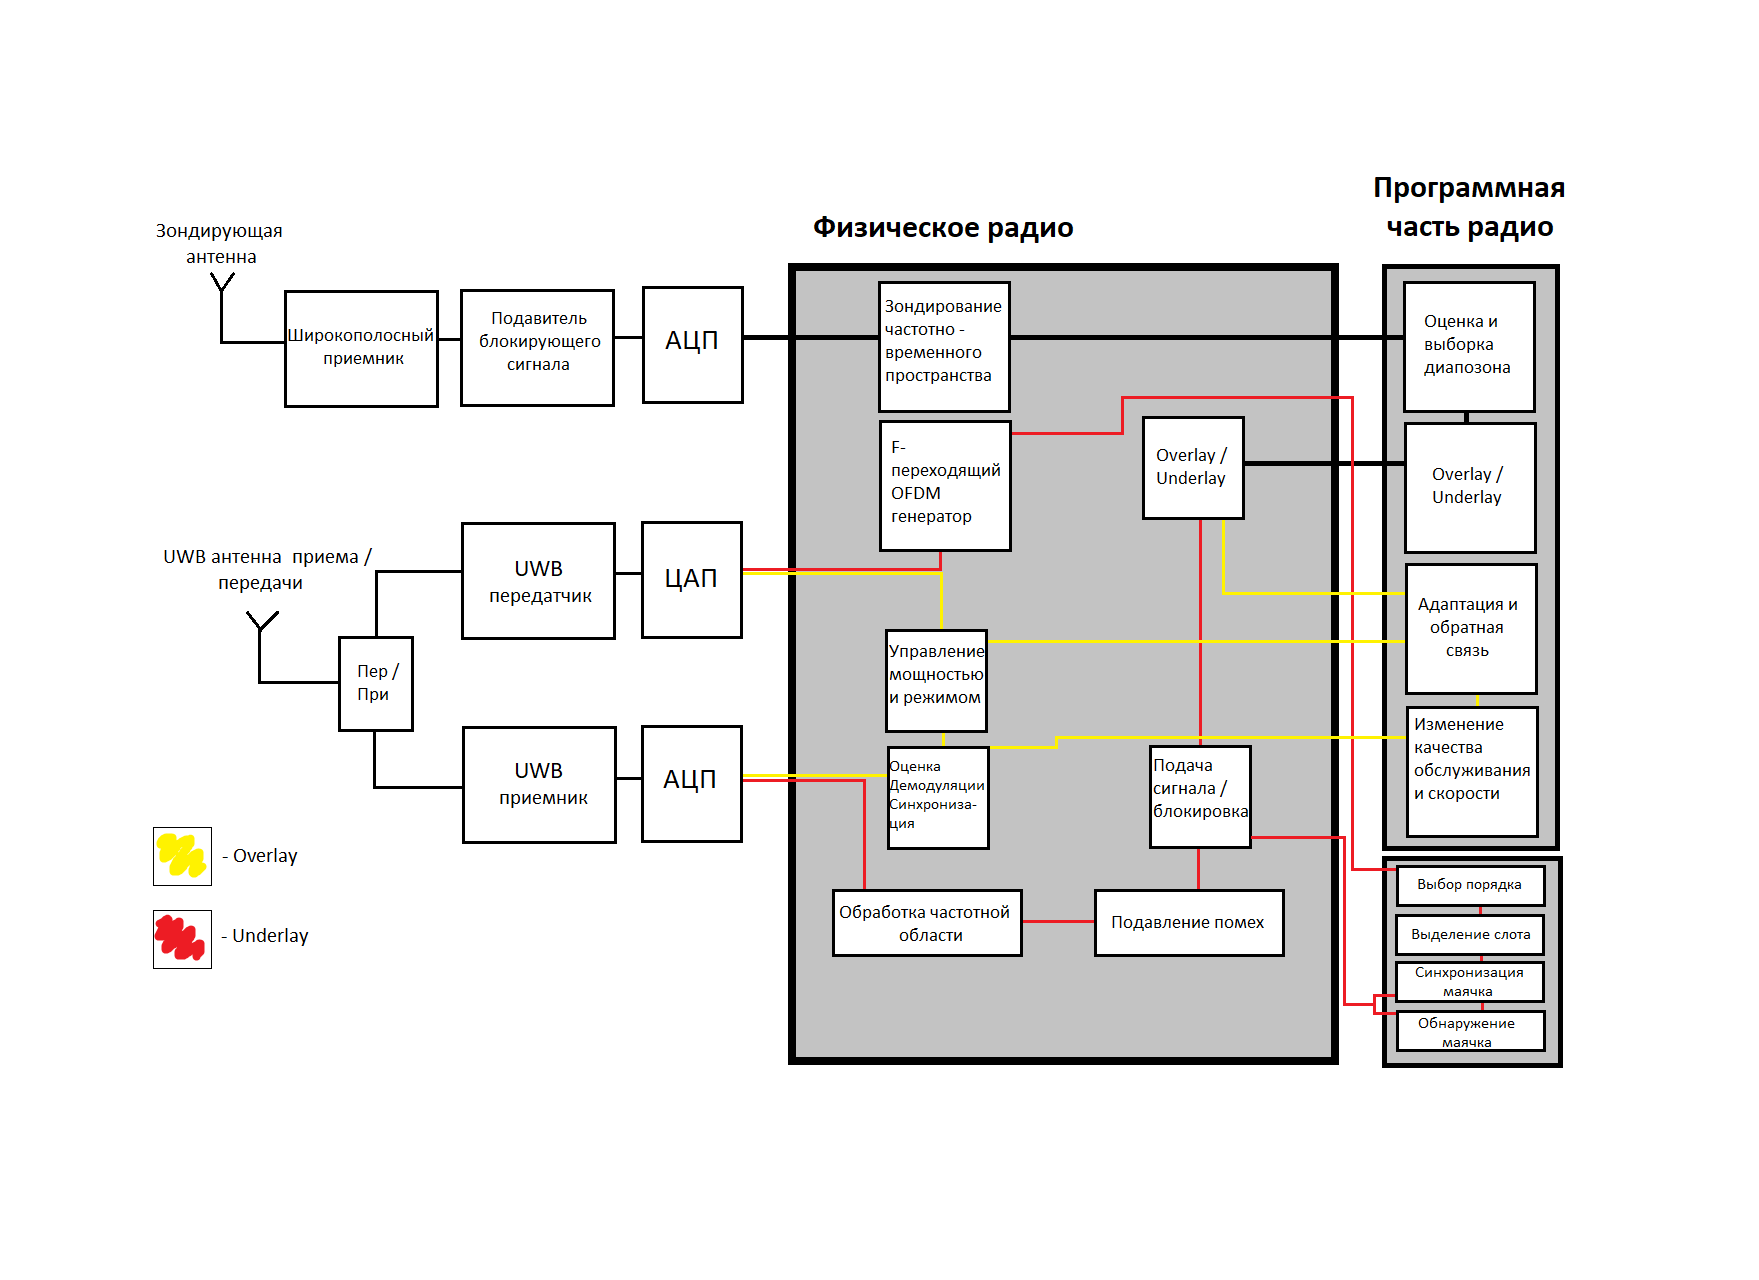 Программная
часть радио
Физическое радио
Зондирующая
антенна
Широкополосный
приемник
Подавитель
блокирующего
сигнала
АЦП
Зондирование
частотно -
временного
пространства
Оценка и
выборка
диапозона
F-
переходящий
OFDM
генератор
Overlay /
Underlay
Overlay /
Underlay
UWB антенна приема /
передачи
UWB
передатчик
ЦАП
Адаптация и
обратная
связь
Пер /
При
Управление
мощностью
и режимом
UWB
приемник
АЦП
Оценка
Демодуляции
Синхрониза-
ция
Подача
сигнала /
блокировка
Изменение
качества
обслуживания
и скорости
- Overlay
- Underlay
Обработка частотной
области
Подавление помех
Выбор порядка
Выделение слота
Синхронизация
маячка
Обнаружение
маячка